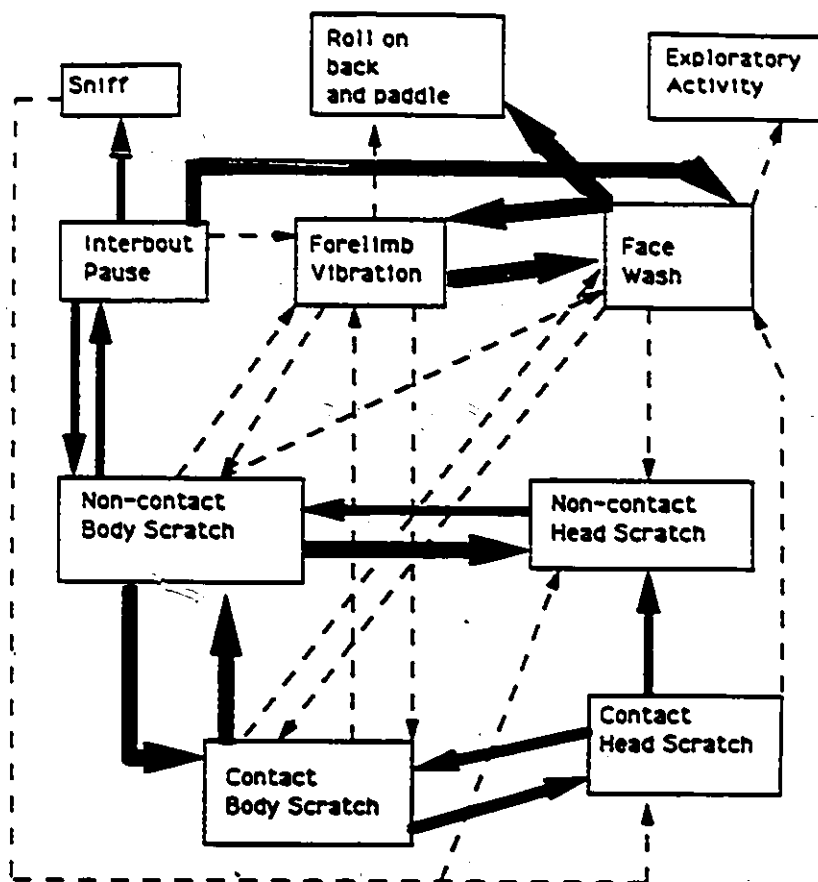 Roll on
back
and paddle
Exploratory
Activity
Sniff
Interbout
Pause
Forelimb
Vibration
Face
Wash
Non-contact
Body Scratch
Non-contact
Head Scratch
Contact
Head Scratch
Contact
Body Scratch